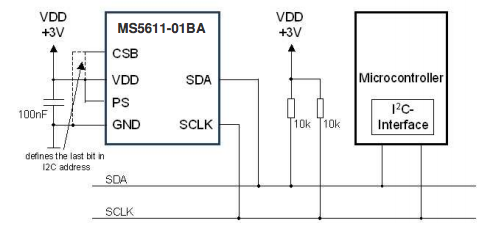 VDD
+3V
MS5611-01BA
VDD
+3V
CSB
VDD
SDA
PS
GND
SCLK
100nF
10k
10k
Microcontroller
I²C-
Interface
defines the last bit in
I2C address
SDA
SCLK